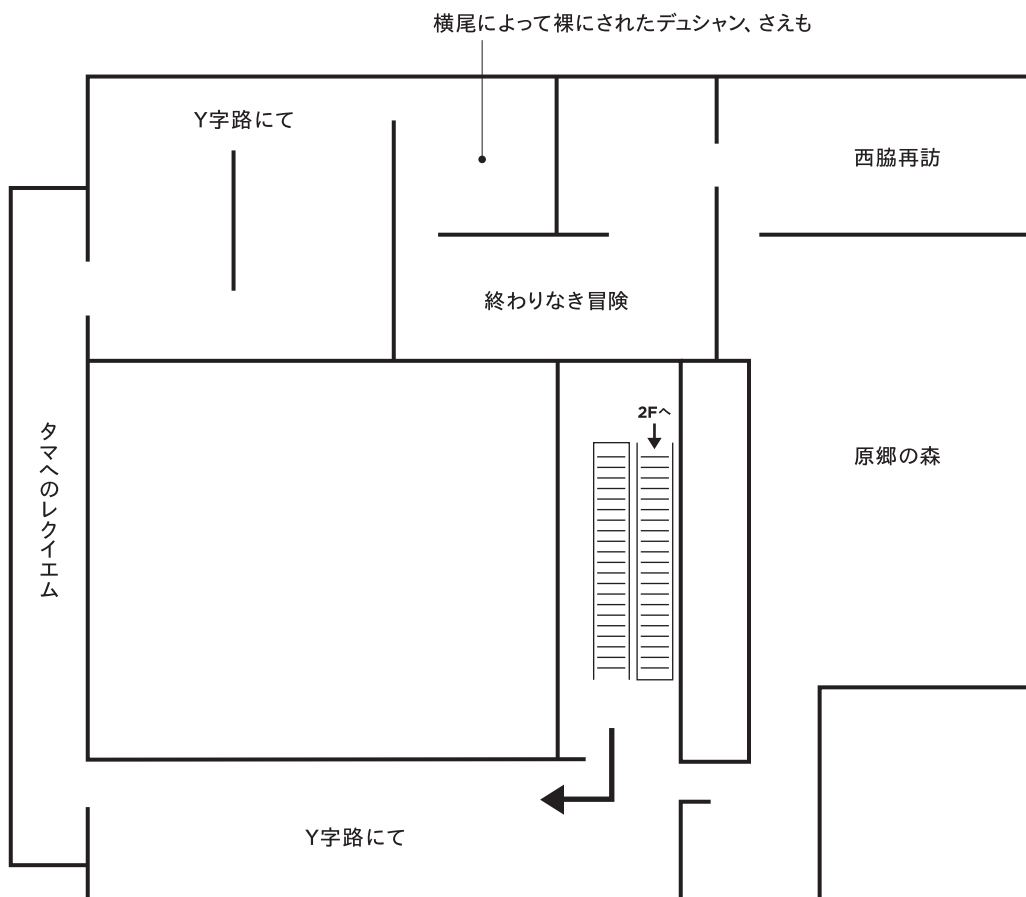 横尾によって裸にされたデュシャン、さえも
Y字路にて
西脇再訪
終わりなき冒険
2Fへ
タマへのレクイエム
原郷の森
Y字路にて